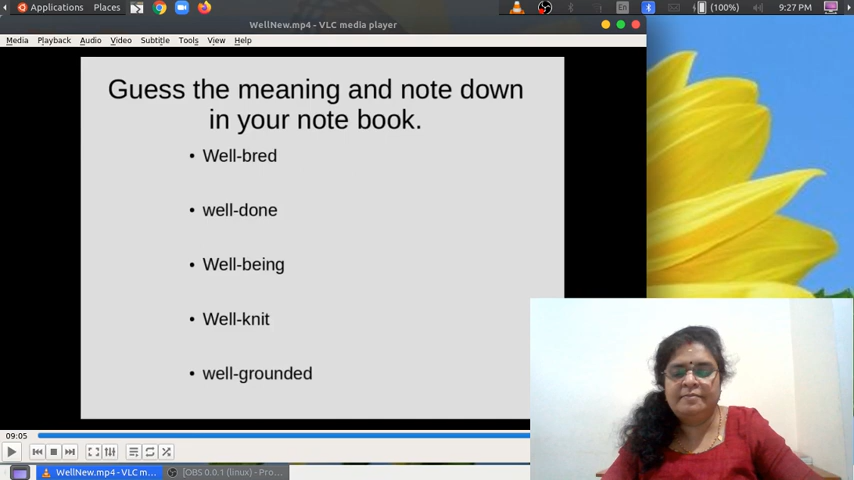 Applications Places En (100%) 9:27 PM
WellNew.mp4 - VLC media player
Media Playback Audio Video Subtitle Tools View Help
Guess the meaning and note down
in your note book.
• Well-bred
• well-done
• Well-being
• Well-knit
• well-grounded
09:05
WellNew.mp4 - VLC m... [OBS 0.0.1 (linux) - Pro...